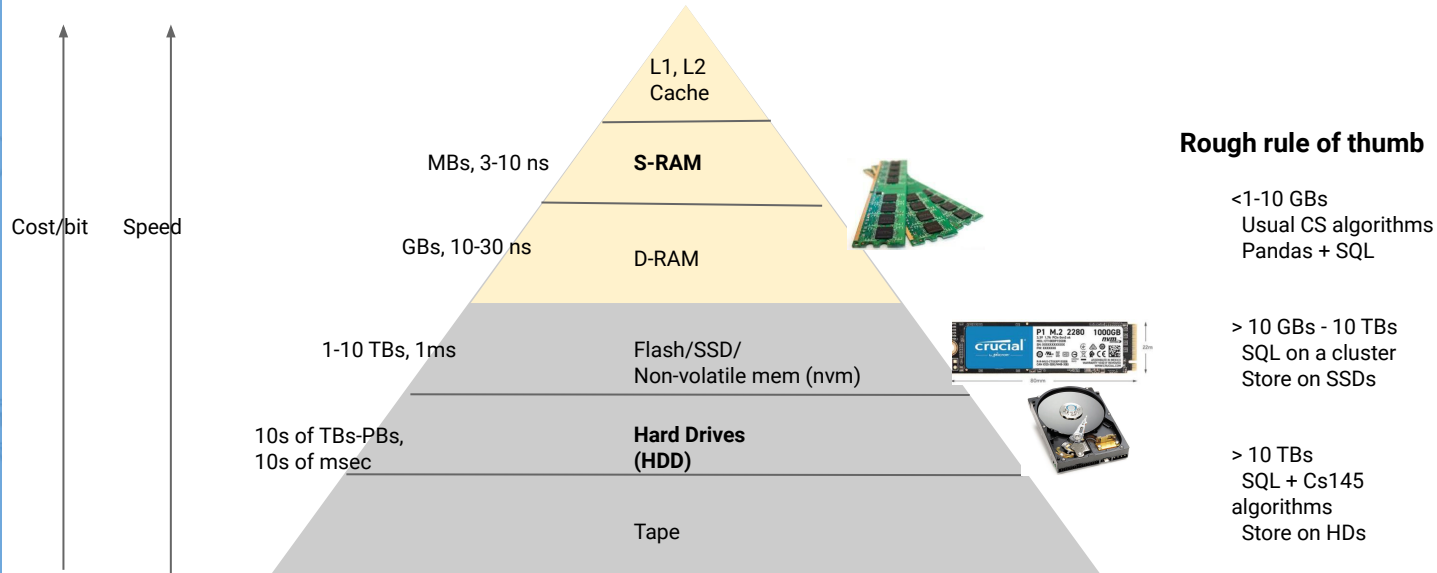 L1, L2
Cache
MBs, 3-10 ns
S-RAM
Cost/bit
Speed
GBs, 10-30 ns
D-RAM
1-10 TBs, 1ms
Flash/SSD/
Non-volatile mem (nvm)
10s of TBs-PBs,
10s of msec
Hard Drives
(HDD)
Tape
crucial
P1 M.2 2280 1000GB
nvm
80mm
Rough rule of thumb
<1-10 GBs
Usual CS algorithms
Pandas + SQL
> 10 GBs - 10 TBs
SQL on a cluster
Store on SSDs
> 10 TBs
SQL + Cs145
algorithms
Store on HDs